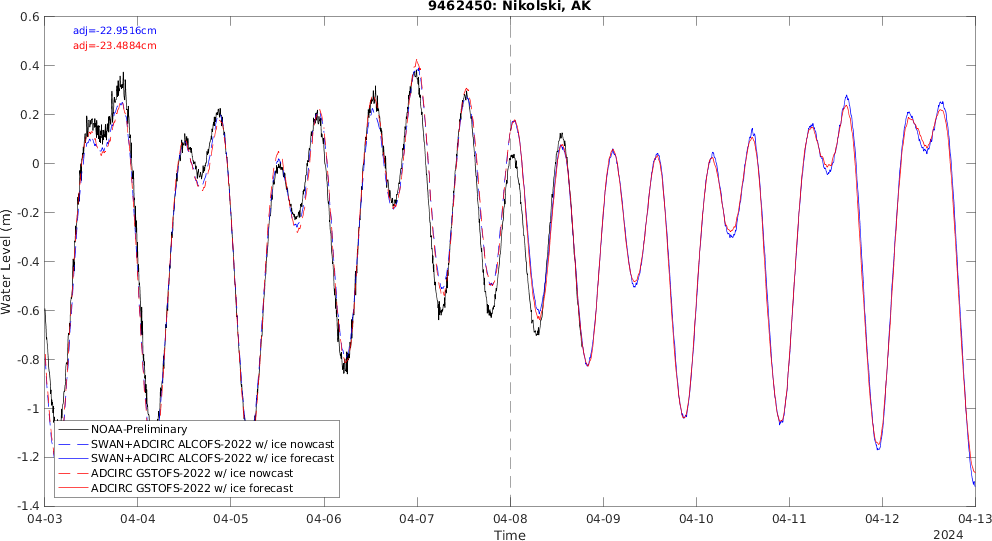 9462450: Nikolski, AK
adj=-22.9516cm
adj=-23.4884cm
0.6
0.4
0.2
0
-0.2
-0.4
-0.6
-0.8
-1
-1.2
-1.4
Water Level (m)
NOAA-Preliminary
SWAN+ADCIRC ALCOFS-2022 w/ ice nowcast
SWAN+ADCIRC ALCOFS-2022 w/ ice forecast
ADCIRC GSTOFS-2022 w/ ice nowcast
ADCIRC GSTOFS-2022 w/ ice forecast
04-03 04-04 04-05 04-06 04-07 04-08 04-09 04-10 04-11 04-12 04-13
Time
2024